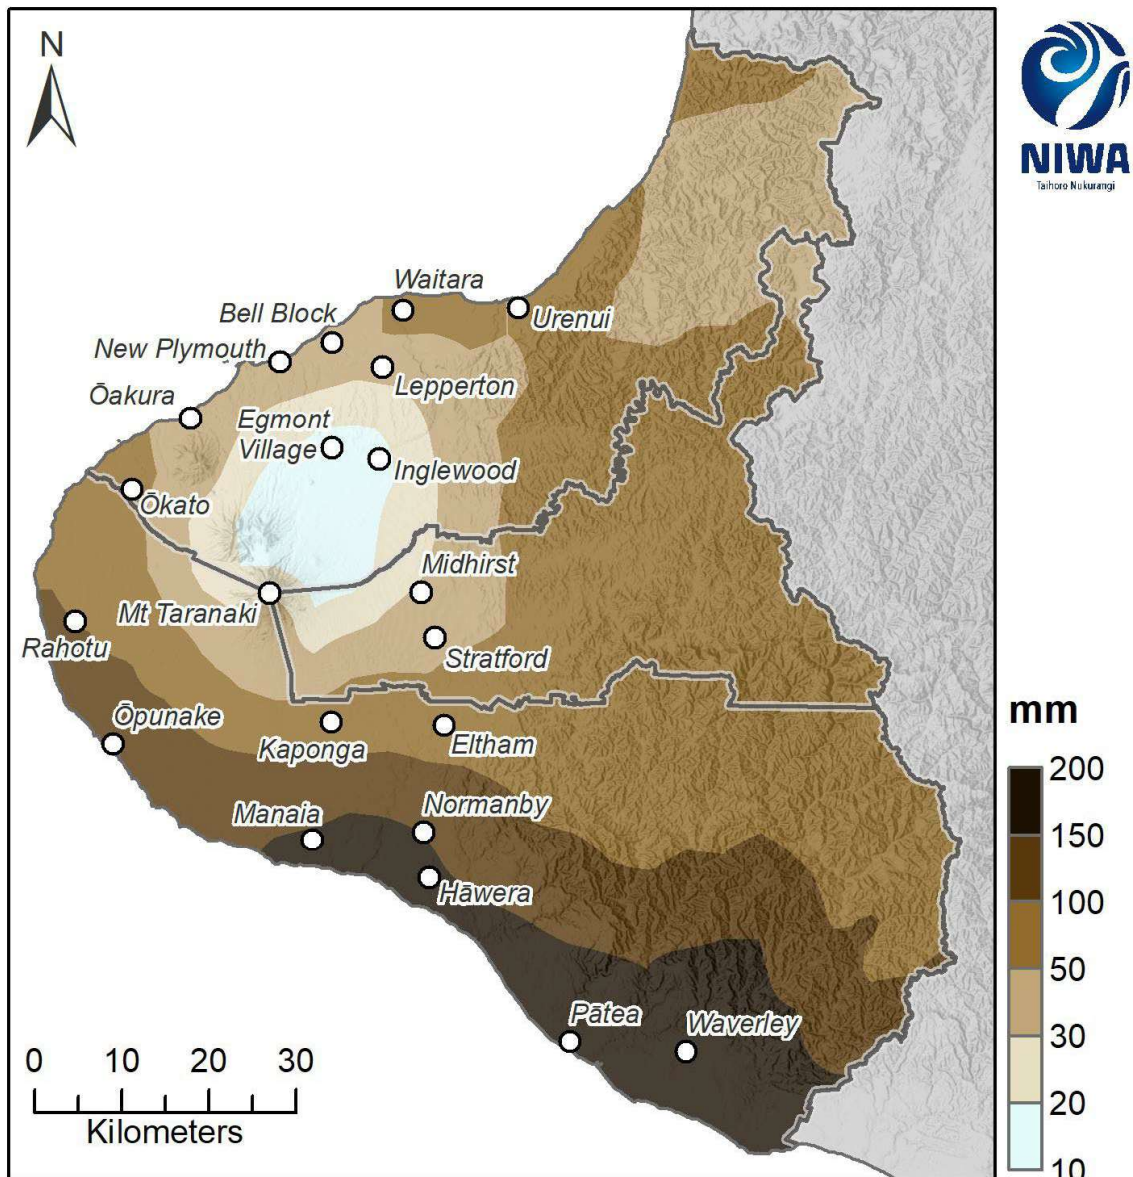 N
NIWA
Taihoro Nukurangi
Waitara
Bell Block
Urenui
New Plymouth
Lepperton
Ōakura
Egmont
Village
Inglewood
Ōkato
Midhirst
Mt Taranaki
Rahotu
Stratford
Ōpunake
Kaponga
Eltham
Manaia
Normanby
Hāwera
Pātea
Waverley
0 10 20 30
Kilometers
mm
200
150
100
50
30
20
10